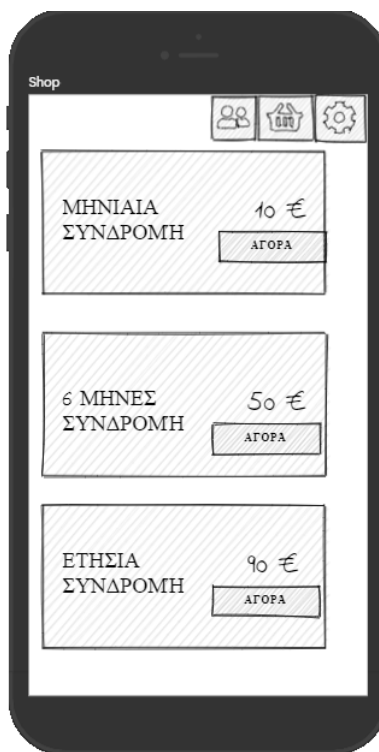 Shop
ΜΗΝΙΑΙΑ
ΣΥΝΔΡΟΜΗ
10 €
ΑΓΟΡΑ
6 ΜΗΝΕΣ
ΣΥΝΔΡΟΜΗ
50 €
ΑΓΟΡΑ
ΕΤΗΣΙΑ
ΣΥΝΔΡΟΜΗ
90 €
ΑΓΟΡΑ